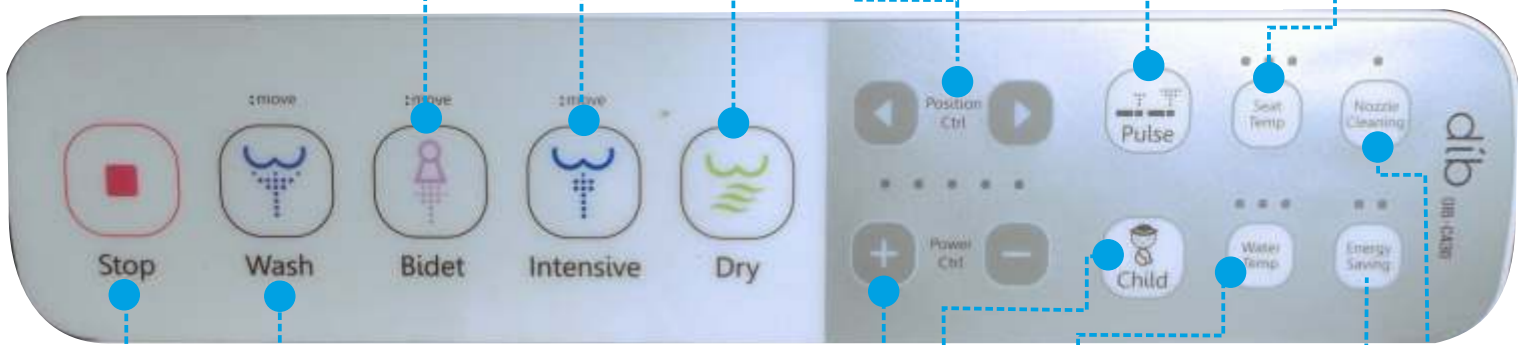 move
move
move
Stop
Wash
Bidet
Intensive
Dry
Position
Ctrl
Pulse
Seat
Temp
Nozzle
Cleaning
Power
Ctrl
Child
Water
Temp
Energy
Saving
dib